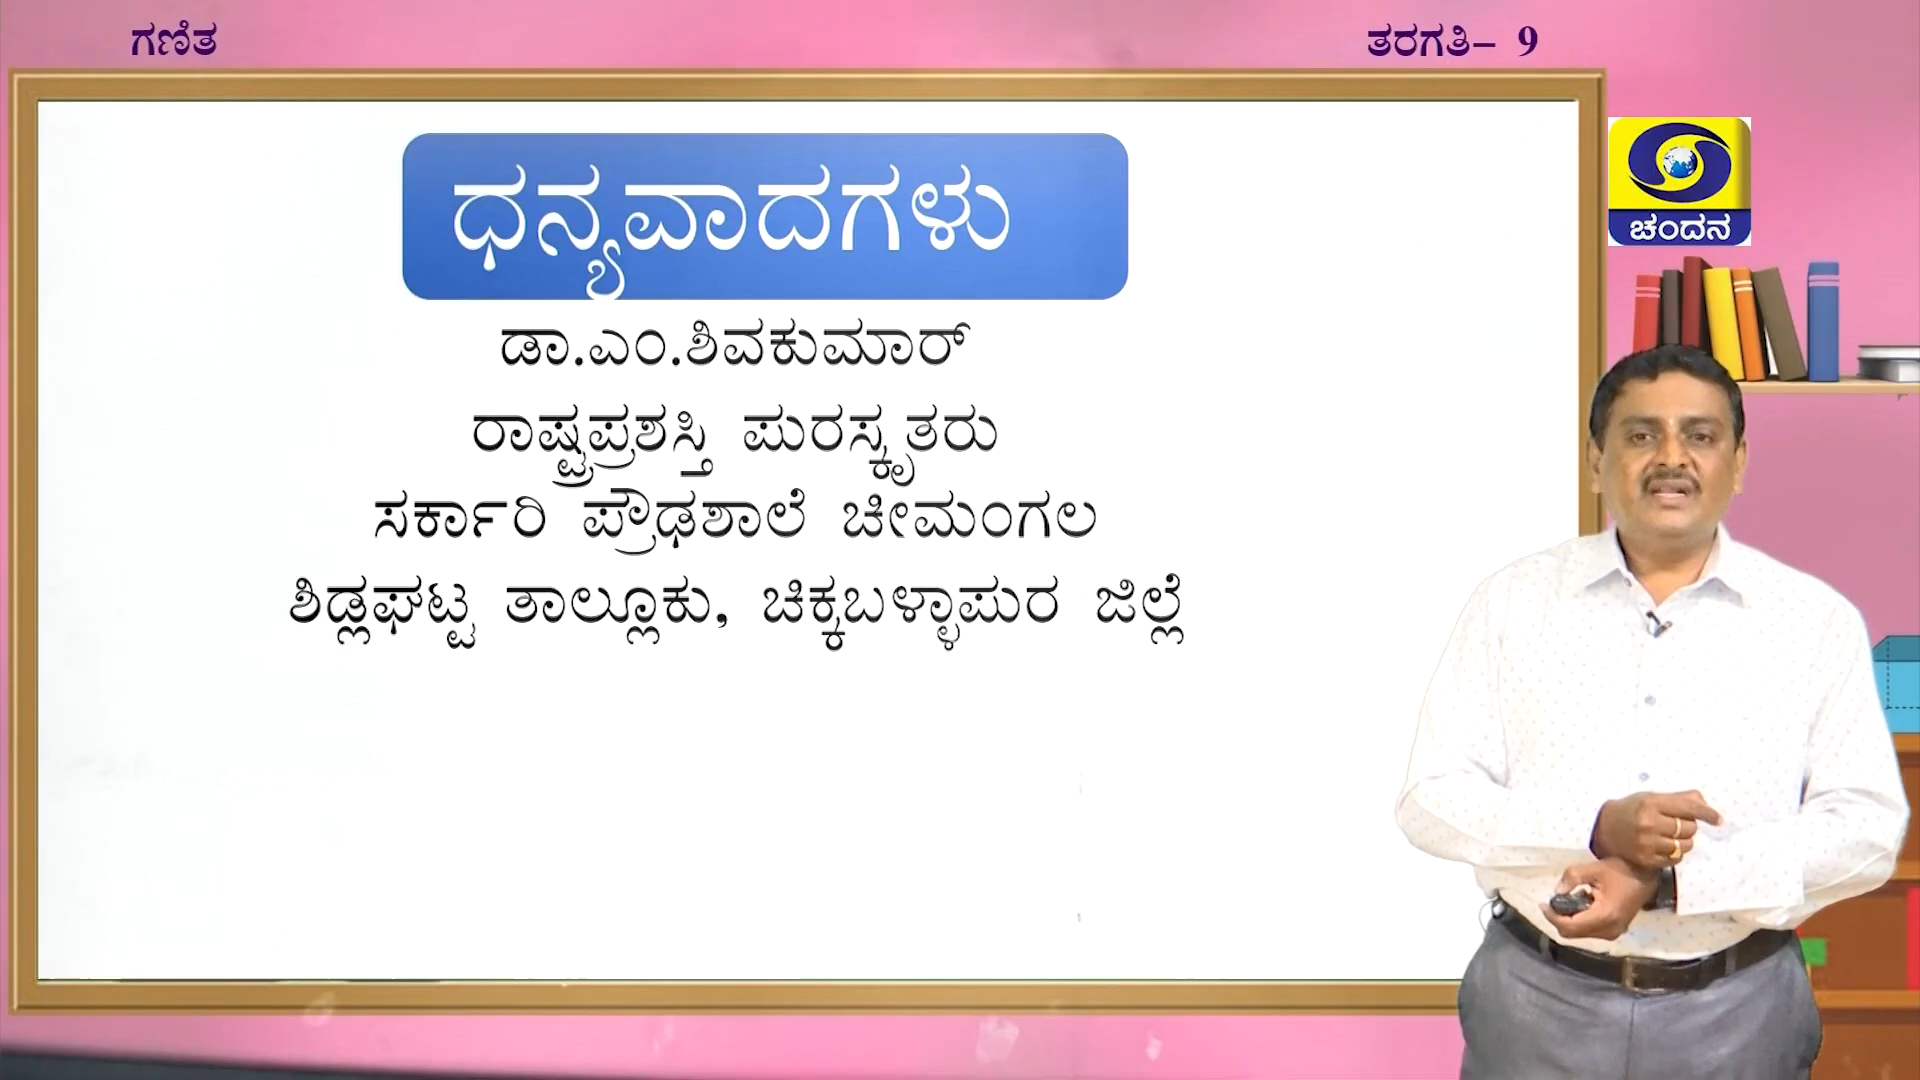 ಗಣಿತ ತರಗತಿ– 9
ಧನ್ಯವಾದಗಳು
ಚಂದನ
ಡಾ.ಎಂ.ಶಿವಕುಮಾರ್
ರಾಷ್ಟ್ರಪ್ರಶಸ್ತಿ ಪುರಸ್ಕೃತರು
ಸರ್ಕಾರಿ ಪ್ರೌಢಶಾಲೆ ಚೀಮಂಗಲ
ಶಿಡ್ಲಘಟ್ಟ ತಾಲ್ಲೂಕು, ಚಿಕ್ಕಬಳ್ಳಾಪುರ ಜಿಲ್ಲೆ